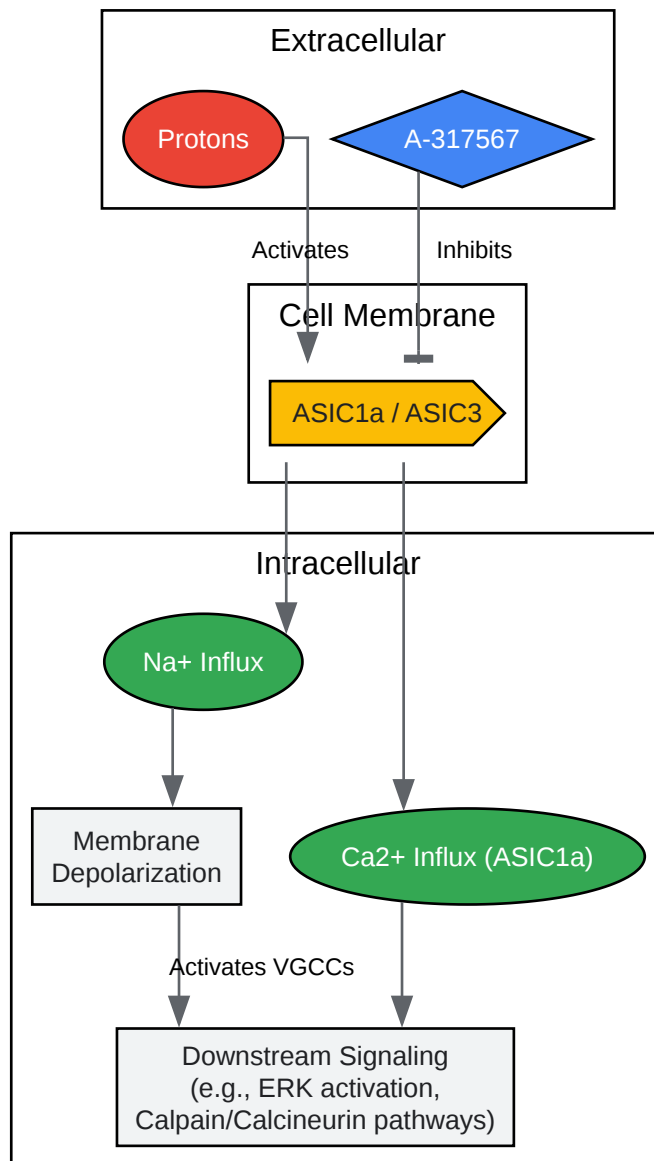 Extracellular
Protons
A-317567
Activates
Inhibits
Cell Membrane
ASIC1a / ASIC3
Intracellular
Na+ Influx
Membrane
Depolarization
Ca2+ Influx (ASIC1a)
Activates VGCCs
Downstream Signaling
(e.g., ERK activation,
Calpain/Calcineurin pathways)